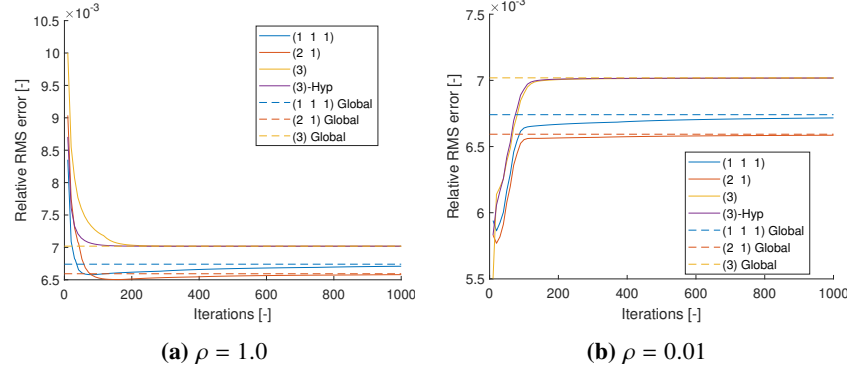 10.5
×10⁻³
10
9.5
9
8.5
8
7.5
7
6.5
0
200
400
600
800
1000
Relative RMS error [-]
Iterations [-]
(1 1 1)
(2 1)
(3)
(3)-Hyp
(1 1 1) Global
(2 1) Global
(3) Global
(a) ρ = 1.0
7.5
×10⁻³
7
6.5
6
5.5
0
200
400
600
800
1000
Relative RMS error [-]
Iterations [-]
(1 1 1)
(2 1)
(3)
(3)-Hyp
(1 1 1) Global
(2 1) Global
(3) Global
(b) ρ = 0.01